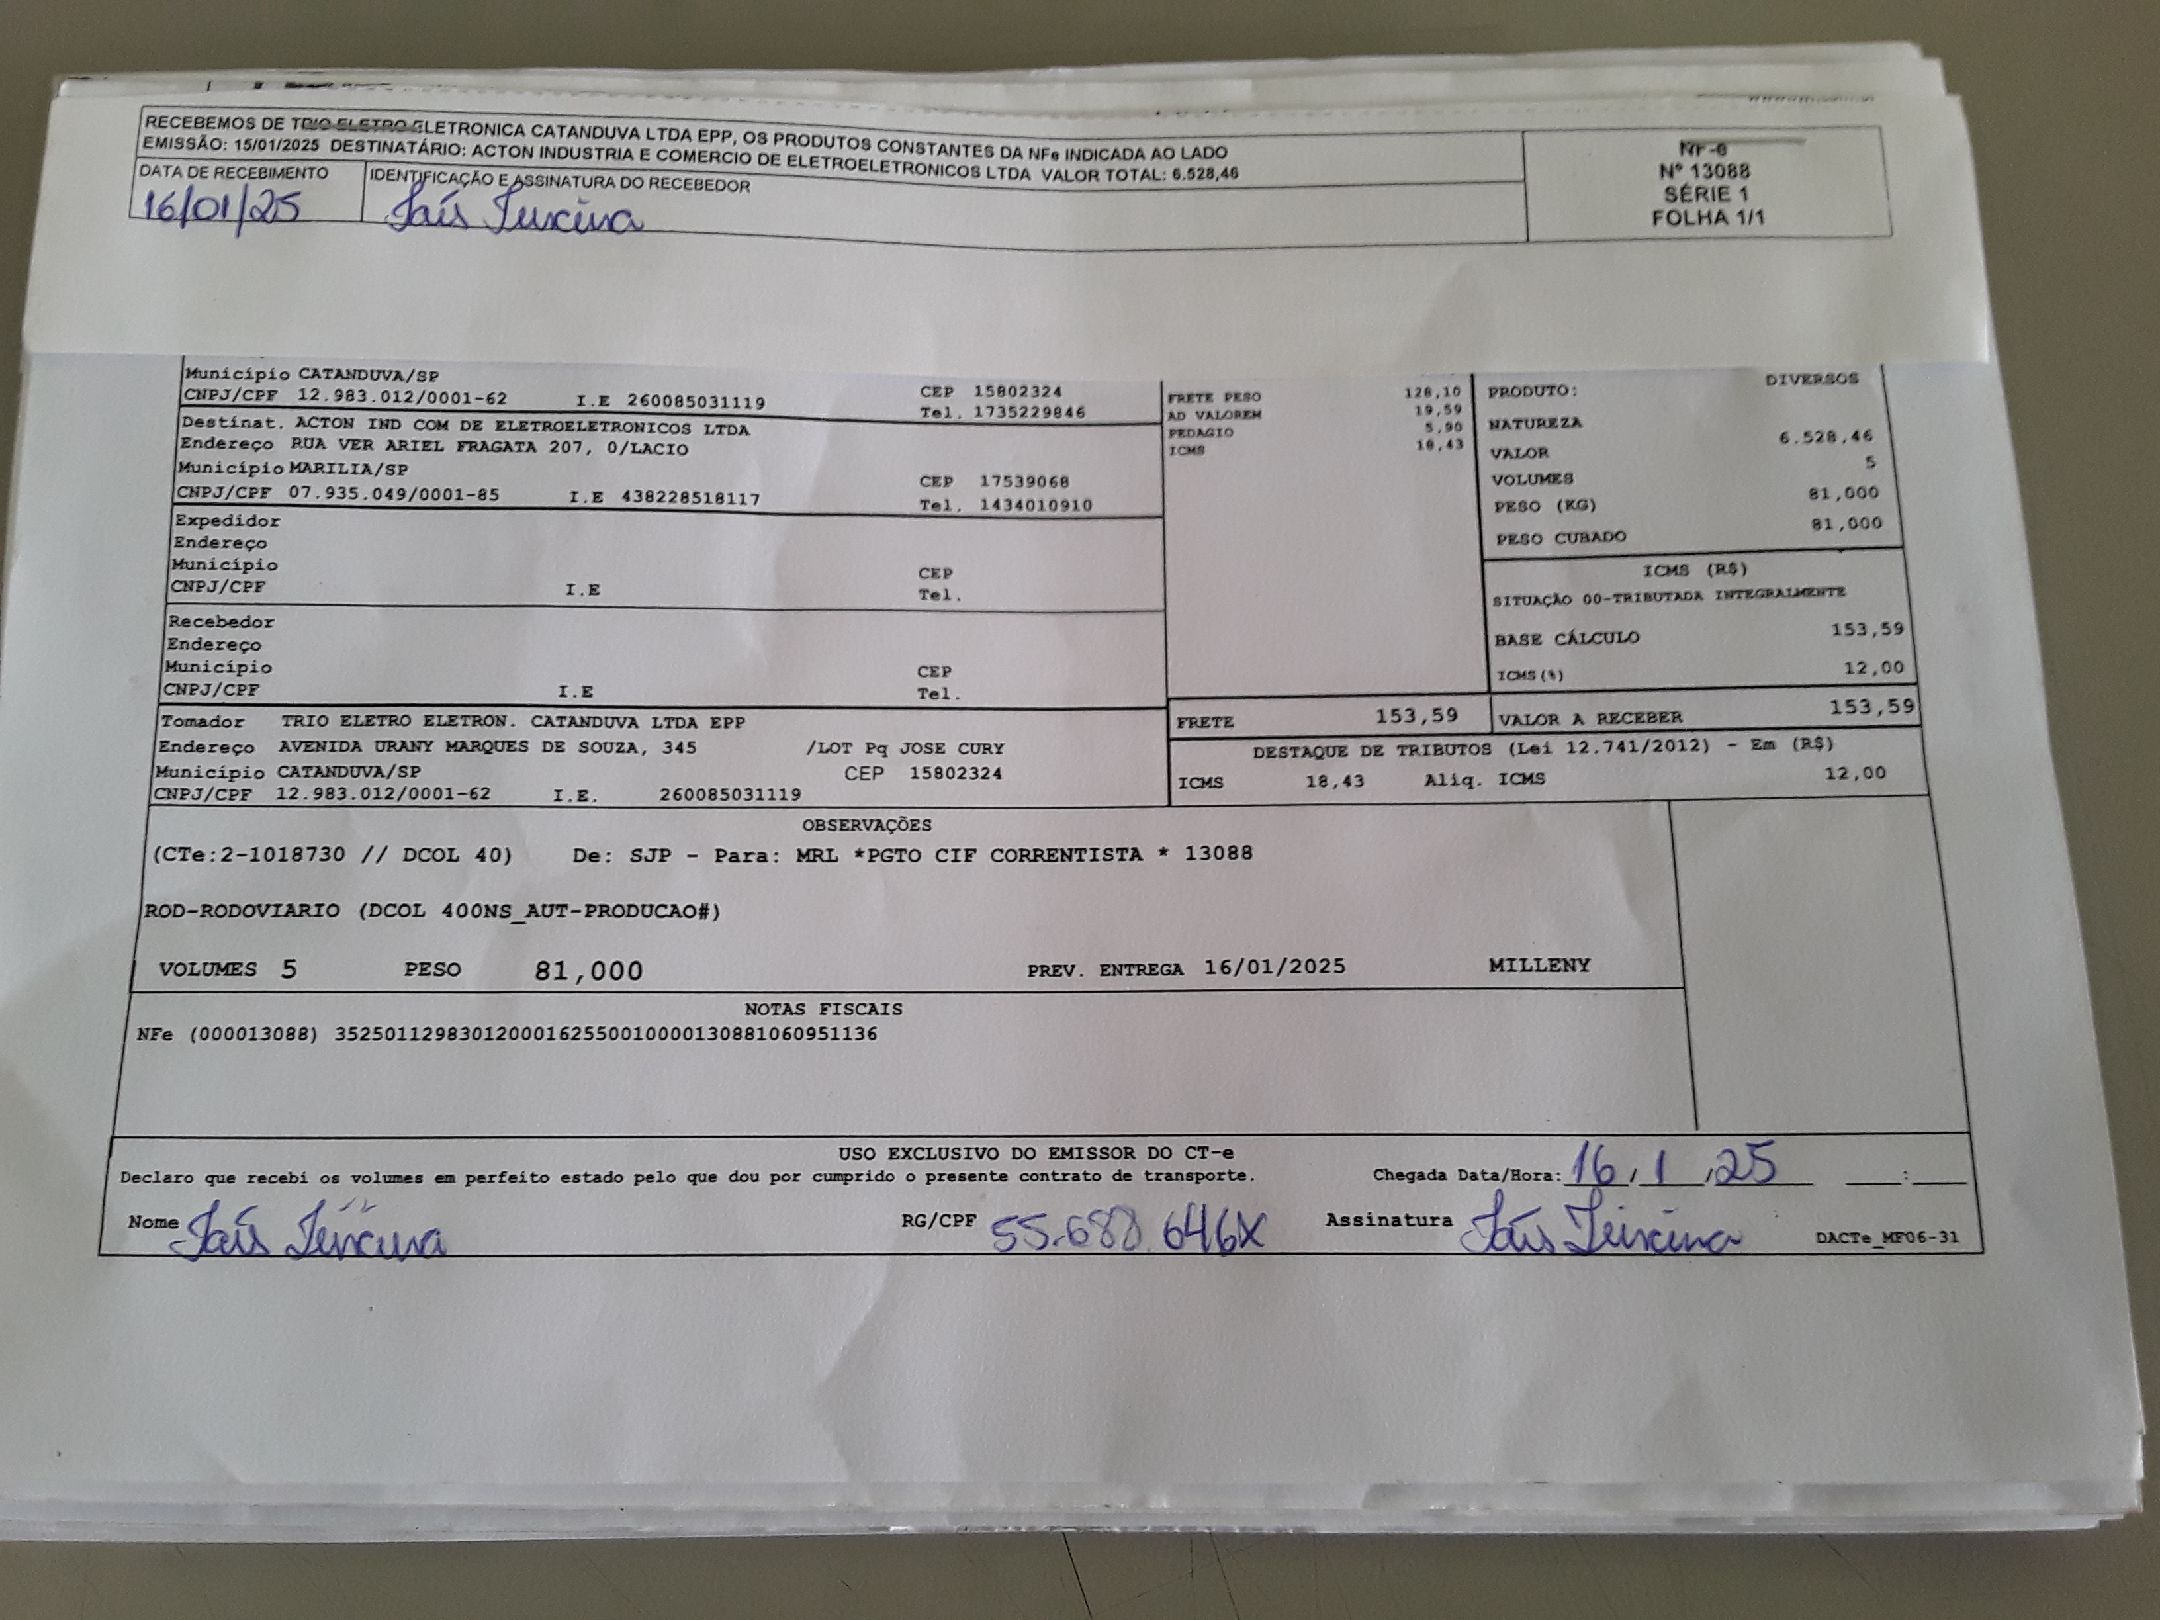 RECEBEMOS DE TRIO ELETRO ELETRONICA CATANDUVA LTDA EPP, OS PRODUTOS CONSTANTES DA NFe INDICADA AO LADO
EMISSÃO: 15/01/2025 DESTINATÁRIO: ACTON INDUSTRIA E COMERCIO DE ELETROELETRONICOS LTDA VALOR TOTAL: 6.528,46
DATA DE RECEBIMENTO
16/01/25
IDENTIFICAÇÃO E ASSINATURA DO RECEBEDOR
Taís Teixeira
NF-e
Nº 13088
SÉRIE 1
FOLHA 1/1
Município CATANDUVA/SP
CEP 15802324
CNPJ/CPF 12.983.012/0001-62 I.E 260085031119
Tel. 1735229846
Destinat. ACTON IND COM DE ELETROELETRONICOS LTDA
Endereço RUA VER ARIEL FRAGATA 207, 0/LACIO
Município MARILIA/SP
CEP 17539068
CNPJ/CPF 07.935.049/0001-85 I.E 438228518117
Tel. 1434010910
Expedidor
Endereço
Município
CEP
CNPJ/CPF I.E
Tel.
Recebedor
Endereço
Município
CEP
CNPJ/CPF I.E
Tel.
Tomador TRIO ELETRO ELETRON. CATANDUVA LTDA EPP
Endereço AVENIDA URANY MARQUES DE SOUZA, 345 /LOT Pq JOSE CURY
Município CATANDUVA/SP CEP 15802324
CNPJ/CPF 12.983.012/0001-62 I.E. 260085031119
FRETE PESO 128,10
AD VALOREM 19,59
PEDAGIO 5,90
ICMS 18,43
FRETE 153,59
PRODUTO: DIVERSOS
NATUREZA
VALOR 6.528,46
VOLUMES 5
PESO (KG) 81,000
PESO CUBADO 81,000
ICMS (R$)
SITUAÇÃO 00-TRIBUTADA INTEGRALMENTE
BASE CÁLCULO 153,59
ICMS(%) 12,00
VALOR A RECEBER 153,59
DESTAQUE DE TRIBUTOS (Lei 12.741/2012) - Em (R$)
ICMS 18,43 Aliq. ICMS 12,00
OBSERVAÇÕES
(CTe:2-1018730 // DCOL 40) De: SJP - Para: MRL *PGTO CIF CORRENTISTA * 13088
ROD-RODOVIARIO (DCOL 400NS_AUT-PRODUCAO#)
VOLUMES 5 PESO 81,000 PREV. ENTREGA 16/01/2025 MILLENY
NOTAS FISCAIS
NFe (000013088) 35250112983012000162550010000130881060951136
USO EXCLUSIVO DO EMISSOR DO CT-e
Declaro que recebi os volumes em perfeito estado pelo que dou por cumprido o presente contrato de transporte. Chegada Data/Hora: 16/1/25 __:__
Nome Taís Teixeira RG/CPF 55.688.646X Assinatura Taís Teixeira DACTe_MF06-31